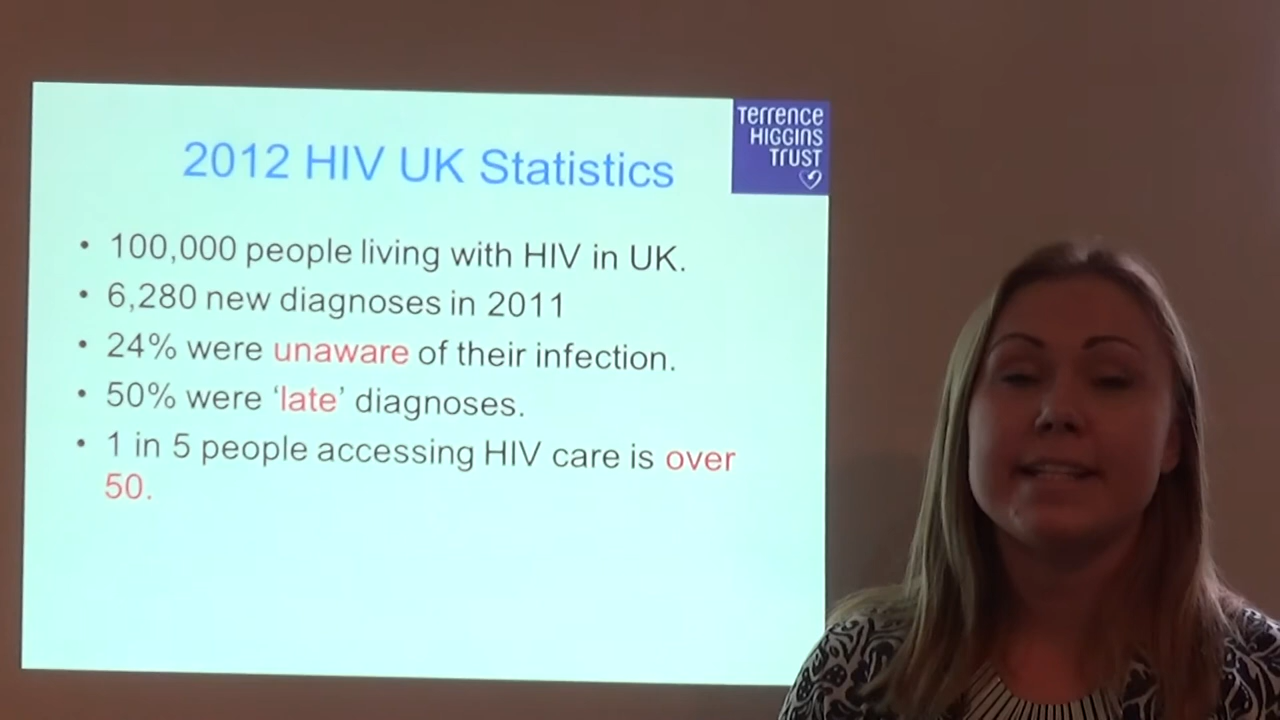 Terrence
HIGGINS
TRUST
2012 HIV UK Statistics
• 100,000 people living with HIV in UK.
• 6,280 new diagnoses in 2011
• 24% were unaware of their infection.
• 50% were ‘late’ diagnoses.
• 1 in 5 people accessing HIV care is over
50.